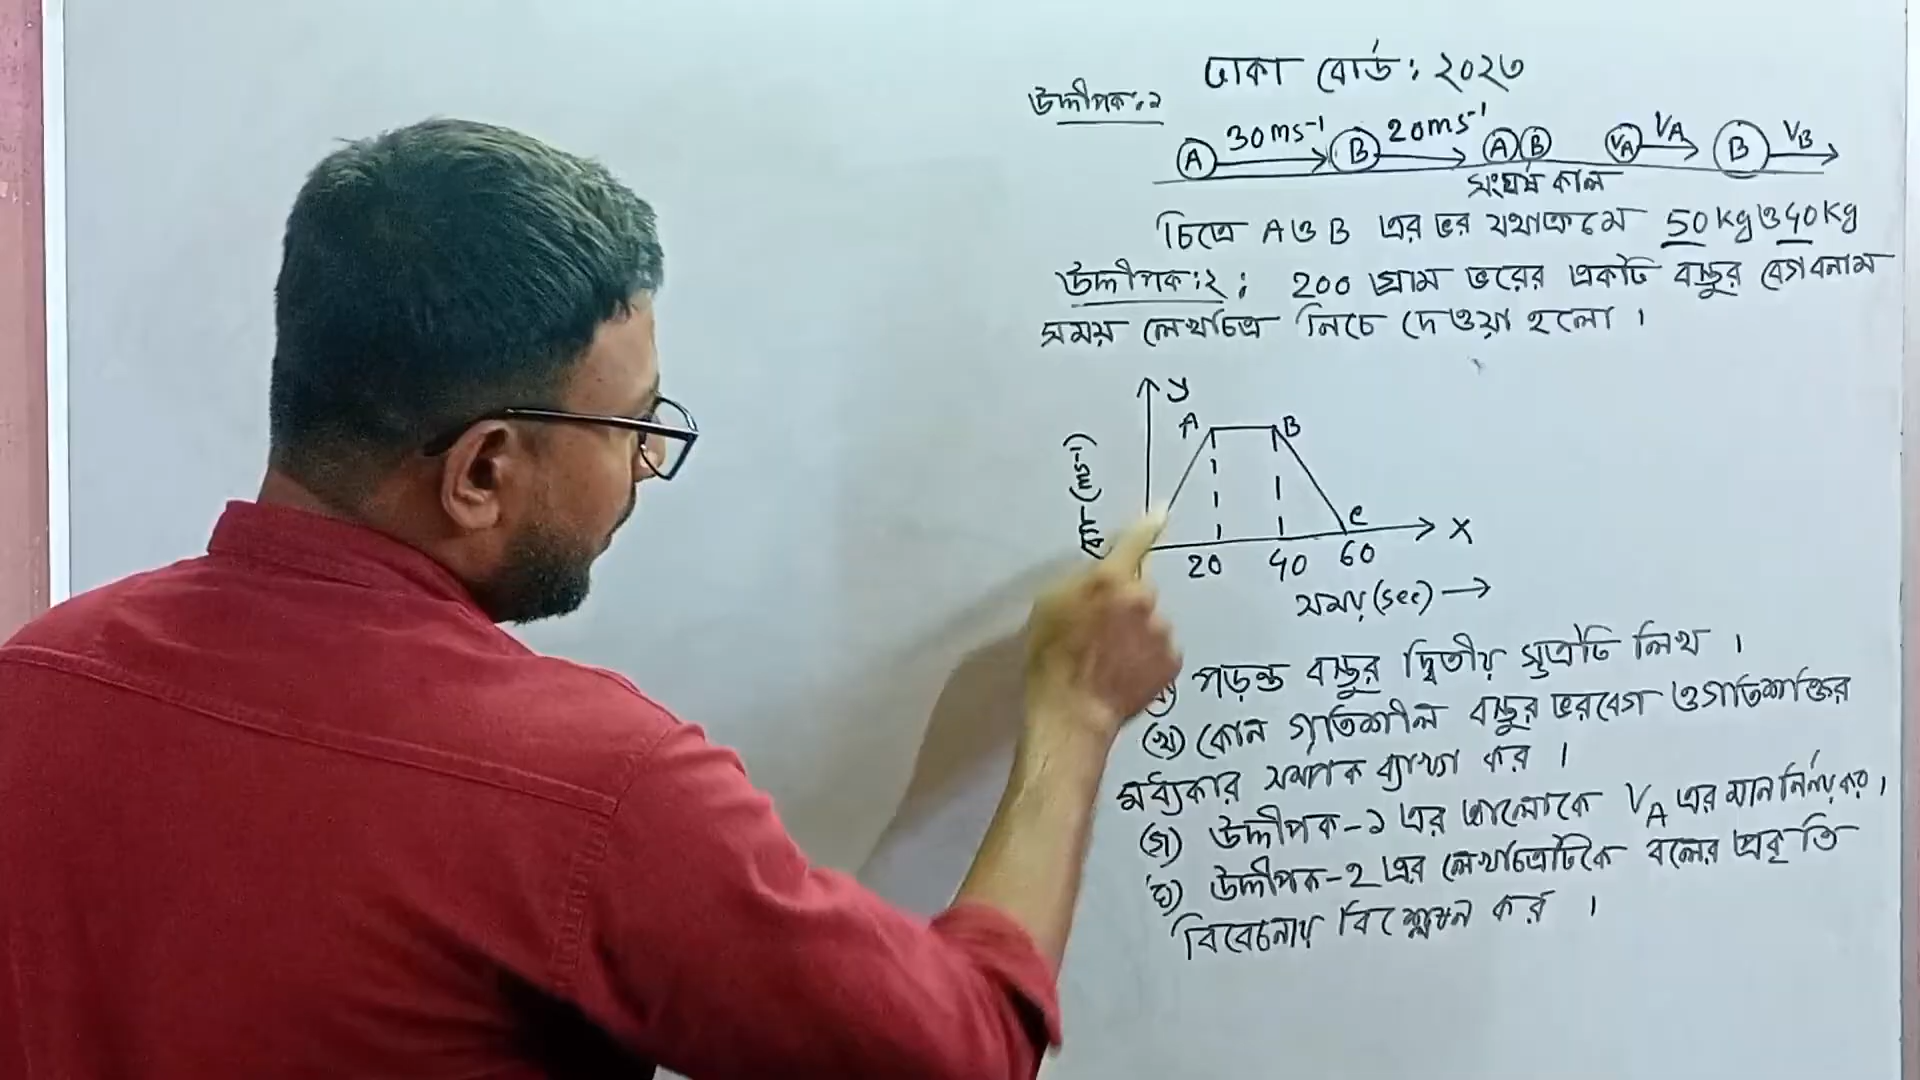 ঢাকা বোর্ড: ২০২৩
উদ্দীপক:১
A 30ms⁻¹ B 20ms⁻¹ A B VA VA B VB
সংঘর্ষ কাল
চিত্রে A ও B এর ভর যথাক্রমে 50kg ও 40kg
উদ্দীপক:২: 200 গ্রাম ভরের একটি বস্তুর বেগ বনাম
সময় লেখচিত্র নিচে দেওয়া হলো।
y
A B
(ms⁻¹)
C X
20 40 60
সময় (sec) →
পড়ন্ত বস্তুর দ্বিতীয় সূত্রটি লিখ।
(খ) কোন গতিশীল বস্তুর ভরবেগ ও গতিশক্তির
মধ্যকার সম্পর্ক ব্যাখ্যা কর।
(গ) উদ্দীপক-১ এর আলোকে VA এর মান নির্ণয় কর।
(ঘ) উদ্দীপক-২ এর লেখচিত্রটিকে বলের প্রকৃতি
বিবেচনায় বিশ্লেষণ কর।